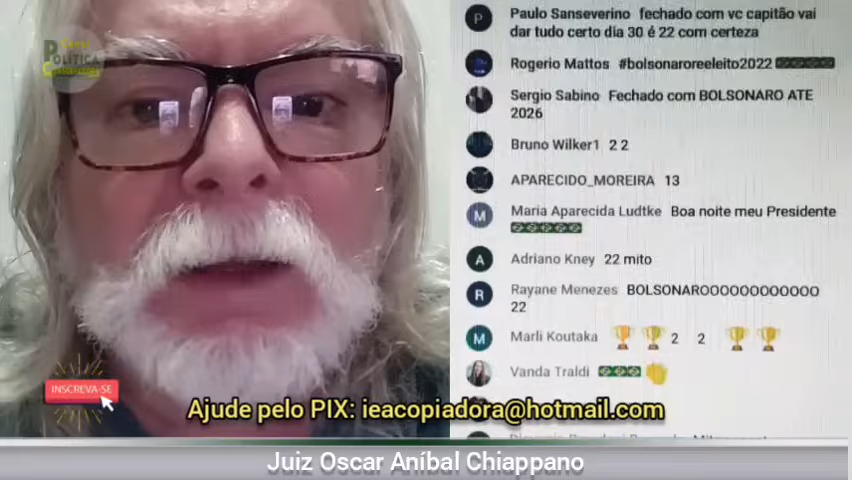 POLÍTICA
Paulo Sanseverino fechado com vc capitão vai
dar tudo certo dia 30 é 22 com certeza
Rogerio Mattos #bolsonaroreeleito2022
Sergio Sabino Fechado com BOLSONARO ATE
2026
Bruno Wilker1 2 2
APARECIDO_MOREIRA 13
M Maria Aparecida Ludtke Boa noite meu Presidente
A Adriano Kney 22 mito
R Rayane Menezes BOLSONAROOOOOOOOOOOO
22
M Marli Koutaka 2 2
Vanda Traldi
INSCREVA-SE
Ajude pelo PIX: ieacopiadora@hotmail.com
Juiz Oscar Aníbal Chiappano